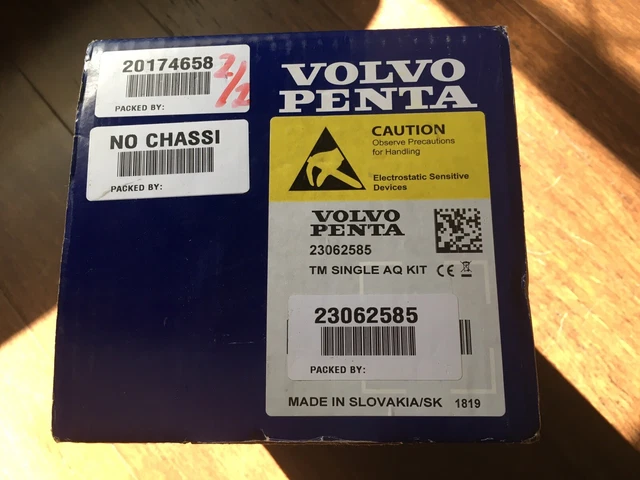 20174658
2/2
PACKED BY:
NO CHASSI
PACKED BY:
VOLVO
PENTA
CAUTION
Observe Precautions
for Handling
Electrostatic Sensitive
Devices
VOLVO
PENTA
23062585
TM SINGLE AQ KIT CE
23062585
PACKED BY:
MADE IN SLOVAKIA/SK 1819